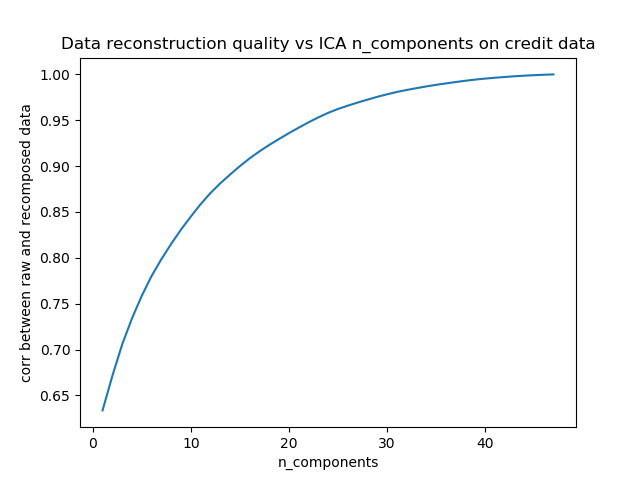 Data reconstruction quality vs ICA n_components on credit data
corr between raw and recomposed data
1.00
0.95
0.90
0.85
0.80
0.75
0.70
0.65
0 10 20 30 40
n_components